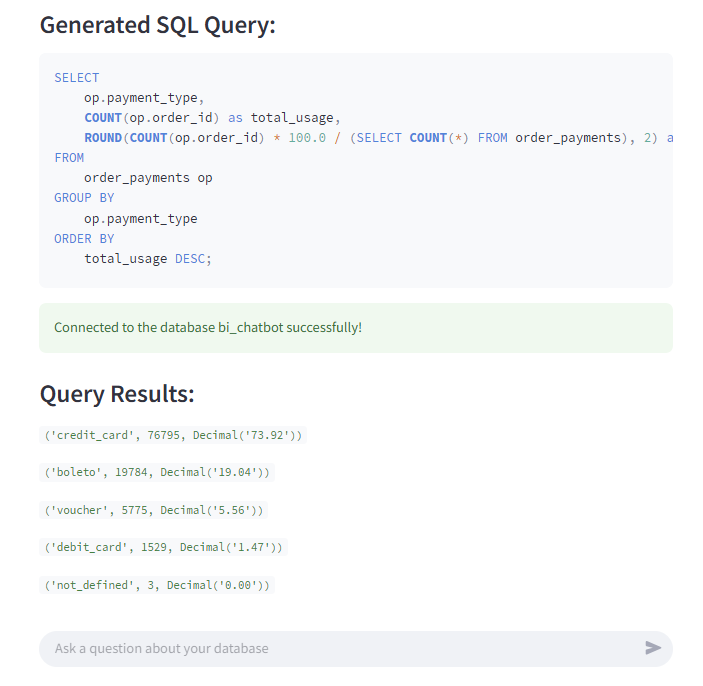 Generated SQL Query:
SELECT
    op.payment_type,
    COUNT(op.order_id) as total_usage,
    ROUND(COUNT(op.order_id) * 100.0 / (SELECT COUNT(*) FROM order_payments), 2) a
FROM
    order_payments op
GROUP BY
    op.payment_type
ORDER BY
    total_usage DESC;
Connected to the database bi_chatbot successfully!
Query Results:
('credit_card', 76795, Decimal('73.92'))
('boleto', 19784, Decimal('19.04'))
('voucher', 5775, Decimal('5.56'))
('debit_card', 1529, Decimal('1.47'))
('not_defined', 3, Decimal('0.00'))
Ask a question about your database